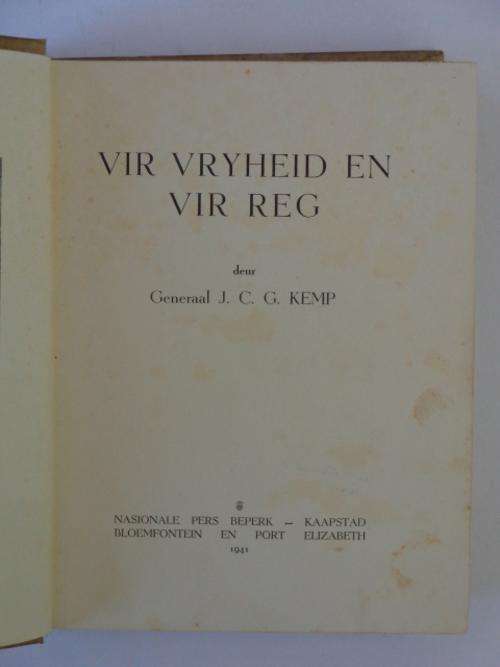 VIR VRYHEID EN
VIR REG
deur
Generaal J. C. G. KEMP
NASIONALE PERS BEPERK — KAAPSTAD
BLOEMFONTEIN EN PORT ELIZABETH
1941